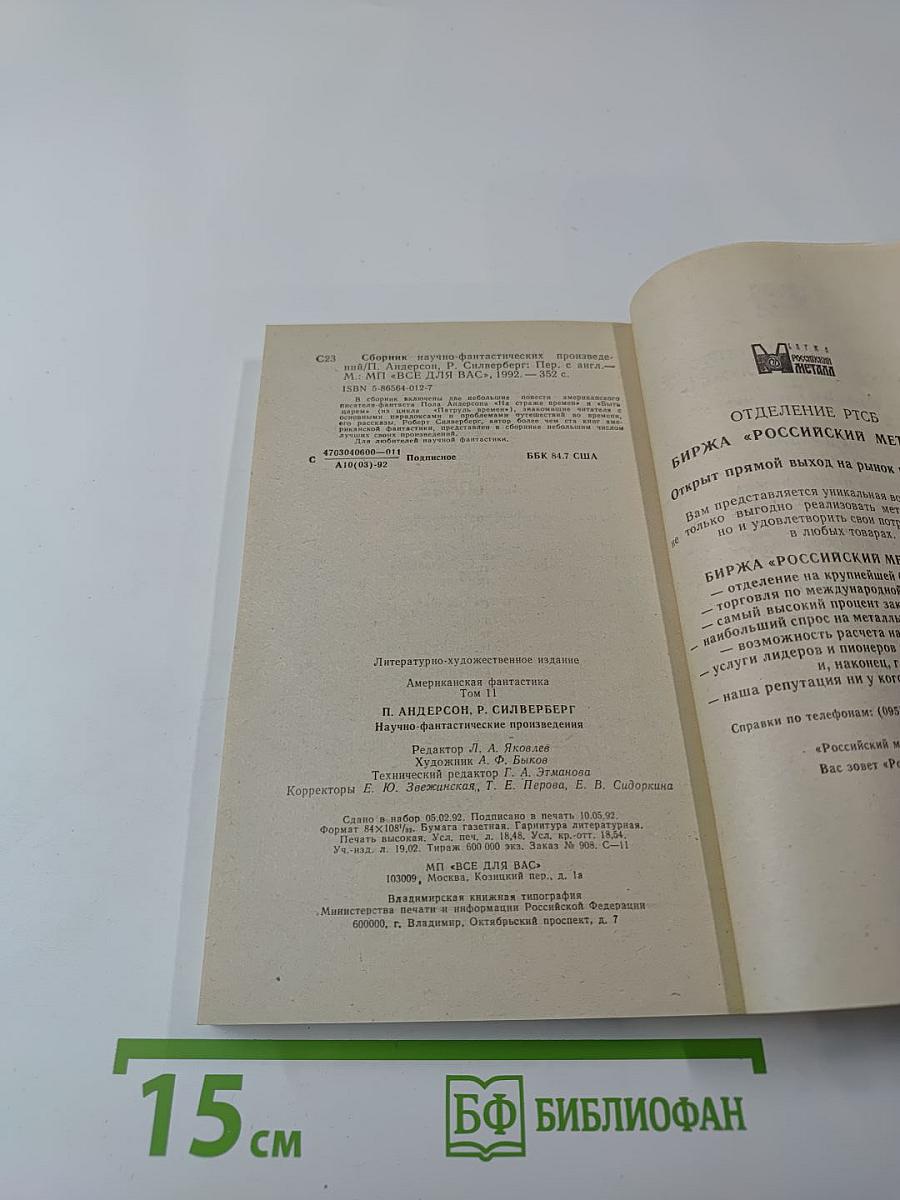 С23 Сборник научно-фантастических произведе-
ний/П. Андерсон, Р. Силверберг: Пер. с англ.—
М.: МП «ВСЕ ДЛЯ ВАС», 1992. — 352 с.
ISBN 5-86564-012-7
В сборник включены две небольшие повести американского
писателя-фантаста Пола Андерсона «На страже времен» и «Быть
царем» (из цикла «Патруль времен»), знакомящие читателя с
основными парадоксами и проблемами путешествий во времени,
его рассказы. Роберт Силверберг, автор более чем ста книг аме-
риканской фантастики, представлен в сборнике небольшим числом
лучших своих произведений.
Для любителей научной фантастики.
С 4703040600—011 Подписное ББК 84.7 США
А10(03)-92
Литературно-художественное издание
Американская фантастика
Том 11
П. АНДЕРСОН, Р. СИЛВЕРБЕРГ
Научно-фантастические произведения
Редактор Л. А. Яковлев
Художник А. Ф. Быков
Технический редактор Г. А. Этманова
Корректоры Е. Ю. Звежинская, Т. Е. Перова, Е. В. Сидоркина
Сдано в набор 05.02.92. Подписано в печать 10.05.92.
Формат 84×108¹/₃₂. Бумага газетная. Гарнитура литературная.
Печать высокая. Усл. печ. л. 18,48. Усл. кр.-отт. 18,54.
Уч.-изд. л. 19,02. Тираж 600 000 экз. Заказ № 908. С—11
МП «ВСЕ ДЛЯ ВАС»
103009, Москва, Козицкий пер., д. 1а
Владимирская книжная типография
Министерства печати и информации Российской Федерации
600000, г. Владимир, Октябрьский проспект, д. 7
РОССИЙСКИЙ
МЕТАЛЛ
ОТДЕЛЕНИЕ РТСБ
БИРЖА «РОССИЙСКИЙ МЕТ
Открыт прямой выход на рынок
Вам представляется уникальная во
не только выгодно реализовать мет
но и удовлетворить свои потр
в любых товарах.
БИРЖА «РОССИЙСКИЙ МЕ
— отделение на крупнейшей
— торговля по международной
— самый высокий процент зак
— наибольший спрос на металлы
— возможность расчета на
— услуги лидеров и пионеров
и, наконец, г
— наша репутация ни у ког
Справки по телефонам: (095
«Российский м
Вас зовет «Ро
15 см
БФ БИБЛИОФАН